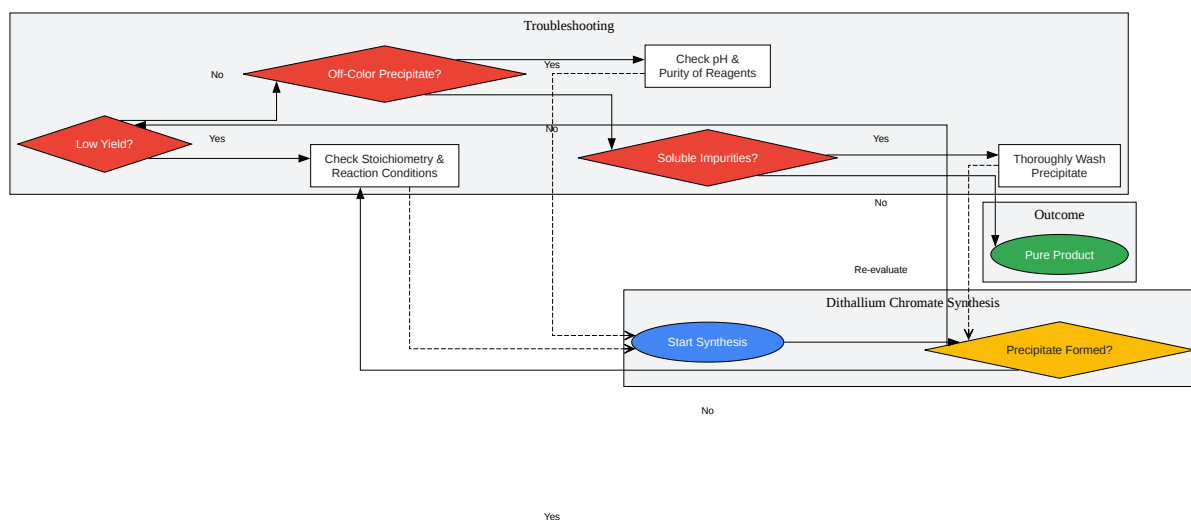 Troubleshooting
Off-Color Precipitate?
Yes
Check pH &
Purity of Reagents
No
No
Low Yield?
Yes
Check Stoichiometry &
Reaction Conditions
Soluble Impurities?
Yes
Thoroughly Wash
Precipitate
No
Outcome
Pure Product
Re-evaluate
Dithallium Chromate Synthesis
Start Synthesis
Precipitate Formed?
No
Yes